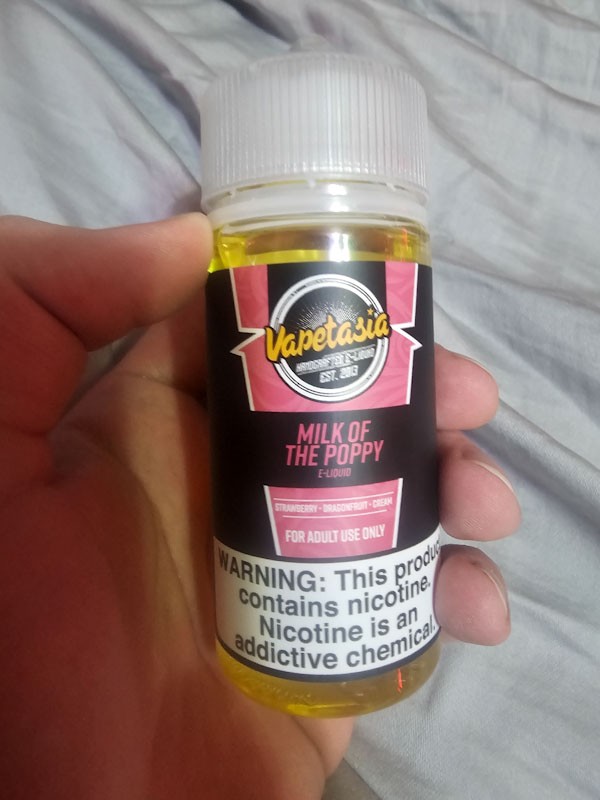 Vapetasia
HANDCRAFTED E-LIQUID
EST. 2013
MILK OF
THE POPPY
E-LIQUID
STRAWBERRY - DRAGONFRUIT - CREAM
FOR ADULT USE ONLY
WARNING: This produc
contains nicotine.
Nicotine is an
addictive chemical.